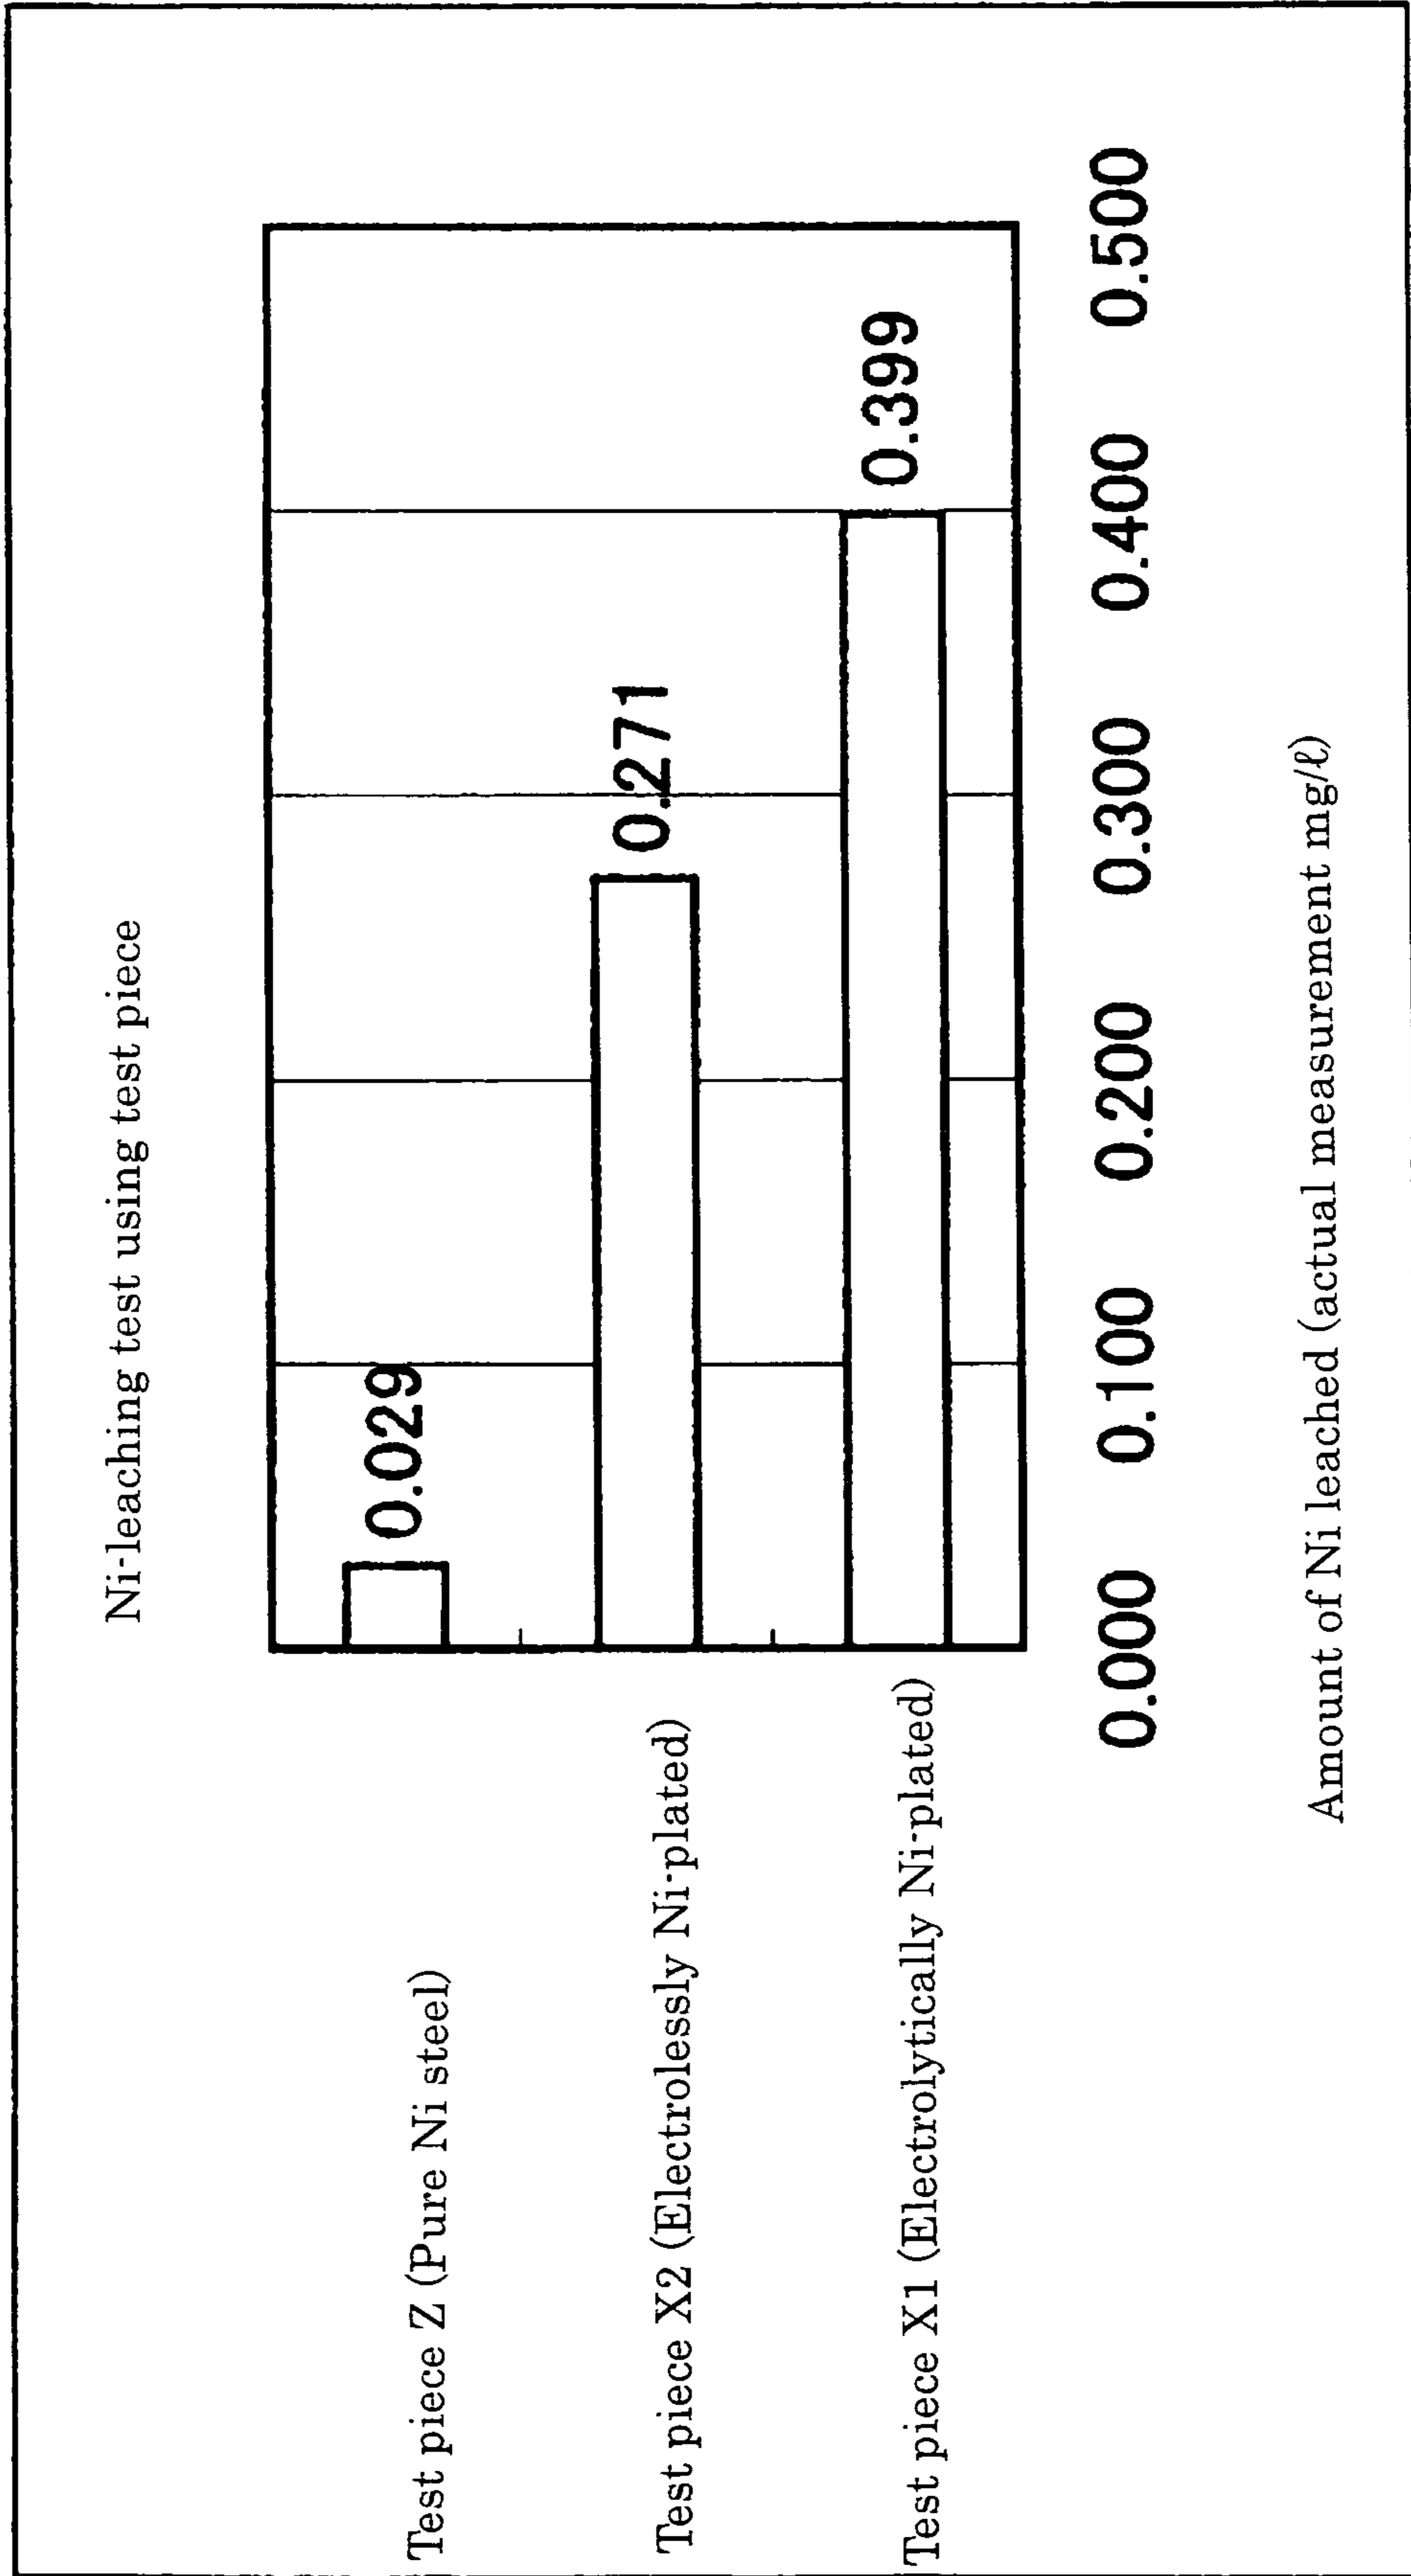 Ni-leaching test using test piece
Test piece Z (Pure Ni steel)
0.029
Test piece X2 (Electrolessly Ni-plated)
0.271
Test piece X1 (Electrolytically Ni-plated)
0.399
0.000 0.100 0.200 0.300 0.400 0.500
Amount of Ni leached (actual measurement mg/ℓ)